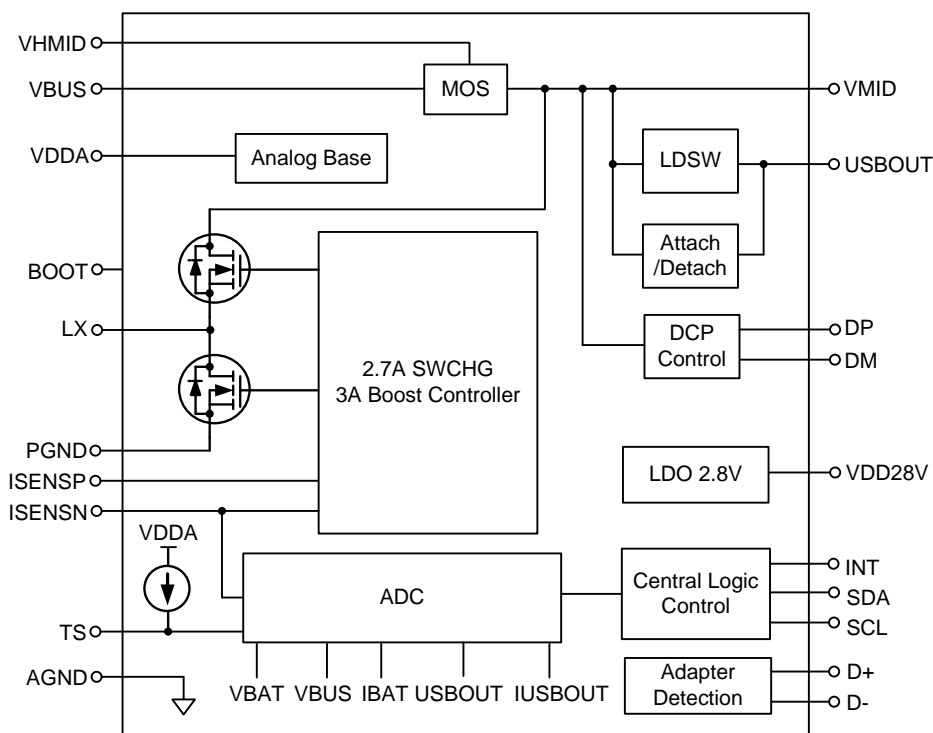 VHMID
VBUS
MOS
VMID
VDDA
Analog Base
LDSW
USBOUT
Attach
/Detach
BOOT
LX
DCP
Control
DP
DM
2.7A SWCHG
3A Boost Controller
PGND
ISENSP
ISENSN
LDO 2.8V
VDD28V
VDDA
ADC
Central Logic
Control
INT
SDA
SCL
TS
AGND
VBAT
VBUS
IBAT
USBOUT
IUSBOUT
Adapter
Detection
D+
D-